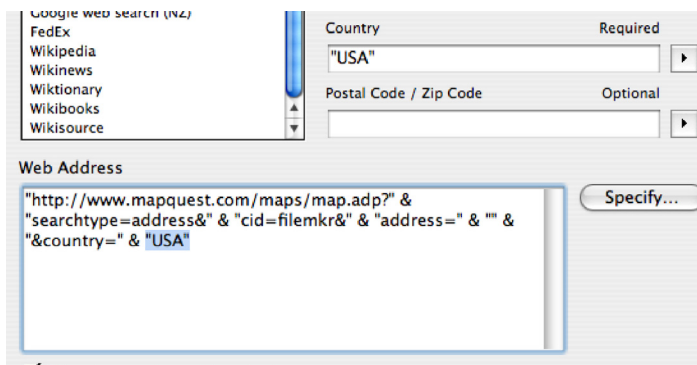 Google web search (NZ)
FedEx
Wikipedia
Wikinews
Wiktionary
Wikibooks
Wikisource
Country Required
"USA"
Postal Code / Zip Code Optional
Web Address
"http://www.mapquest.com/maps/map.adp?" &
"searchtype=address&" & "cid=filemkr&" & "address=" & "" &
"&country=" & "USA"
Specify...